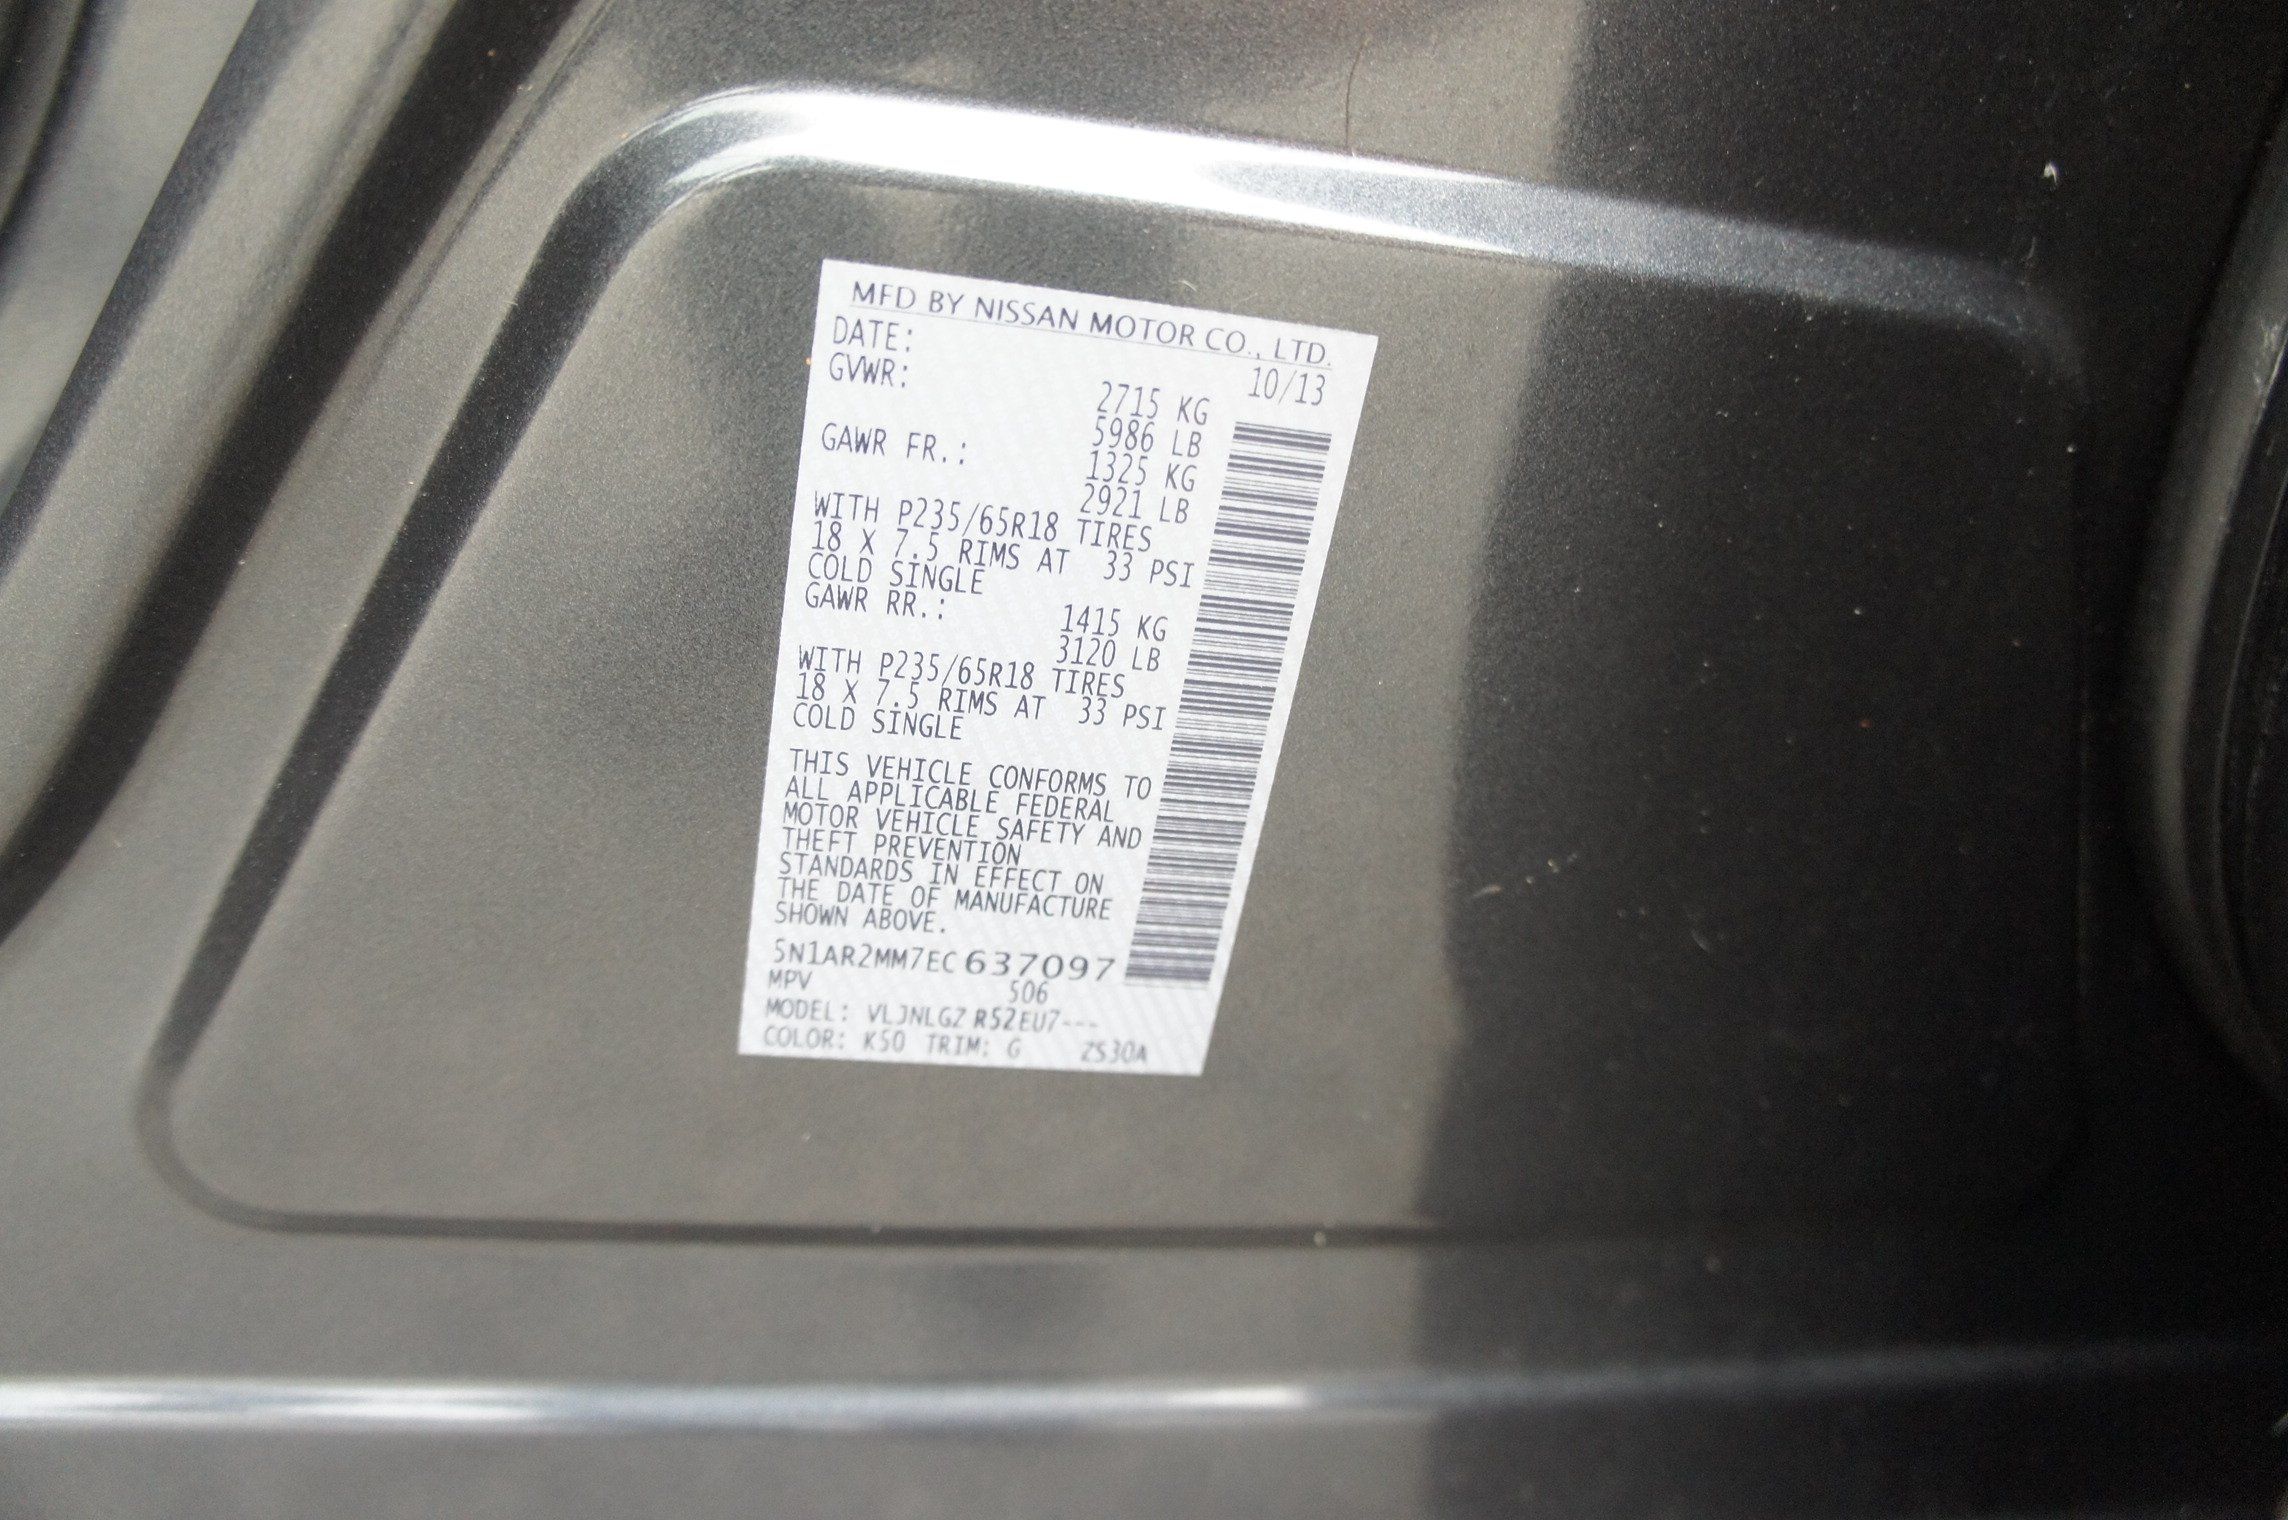 MFD BY NISSAN MOTOR CO., LTD.
DATE: 10/13
GVWR: 2715 KG
5986 LB
GAWR FR.: 1325 KG
2921 LB
WITH P235/65R18 TIRES
18 X 7.5 RIMS AT 33 PSI
COLD SINGLE
GAWR RR.: 1415 KG
3120 LB
WITH P235/65R18 TIRES
18 X 7.5 RIMS AT 33 PSI
COLD SINGLE
THIS VEHICLE CONFORMS TO
ALL APPLICABLE FEDERAL
MOTOR VEHICLE SAFETY AND
THEFT PREVENTION
STANDARDS IN EFFECT ON
THE DATE OF MANUFACTURE
SHOWN ABOVE.
5N1AR2MM7EC637097
MPV 506
MODEL: VLJNLGZ R52EU7---
COLOR: K50 TRIM: G ZS30A